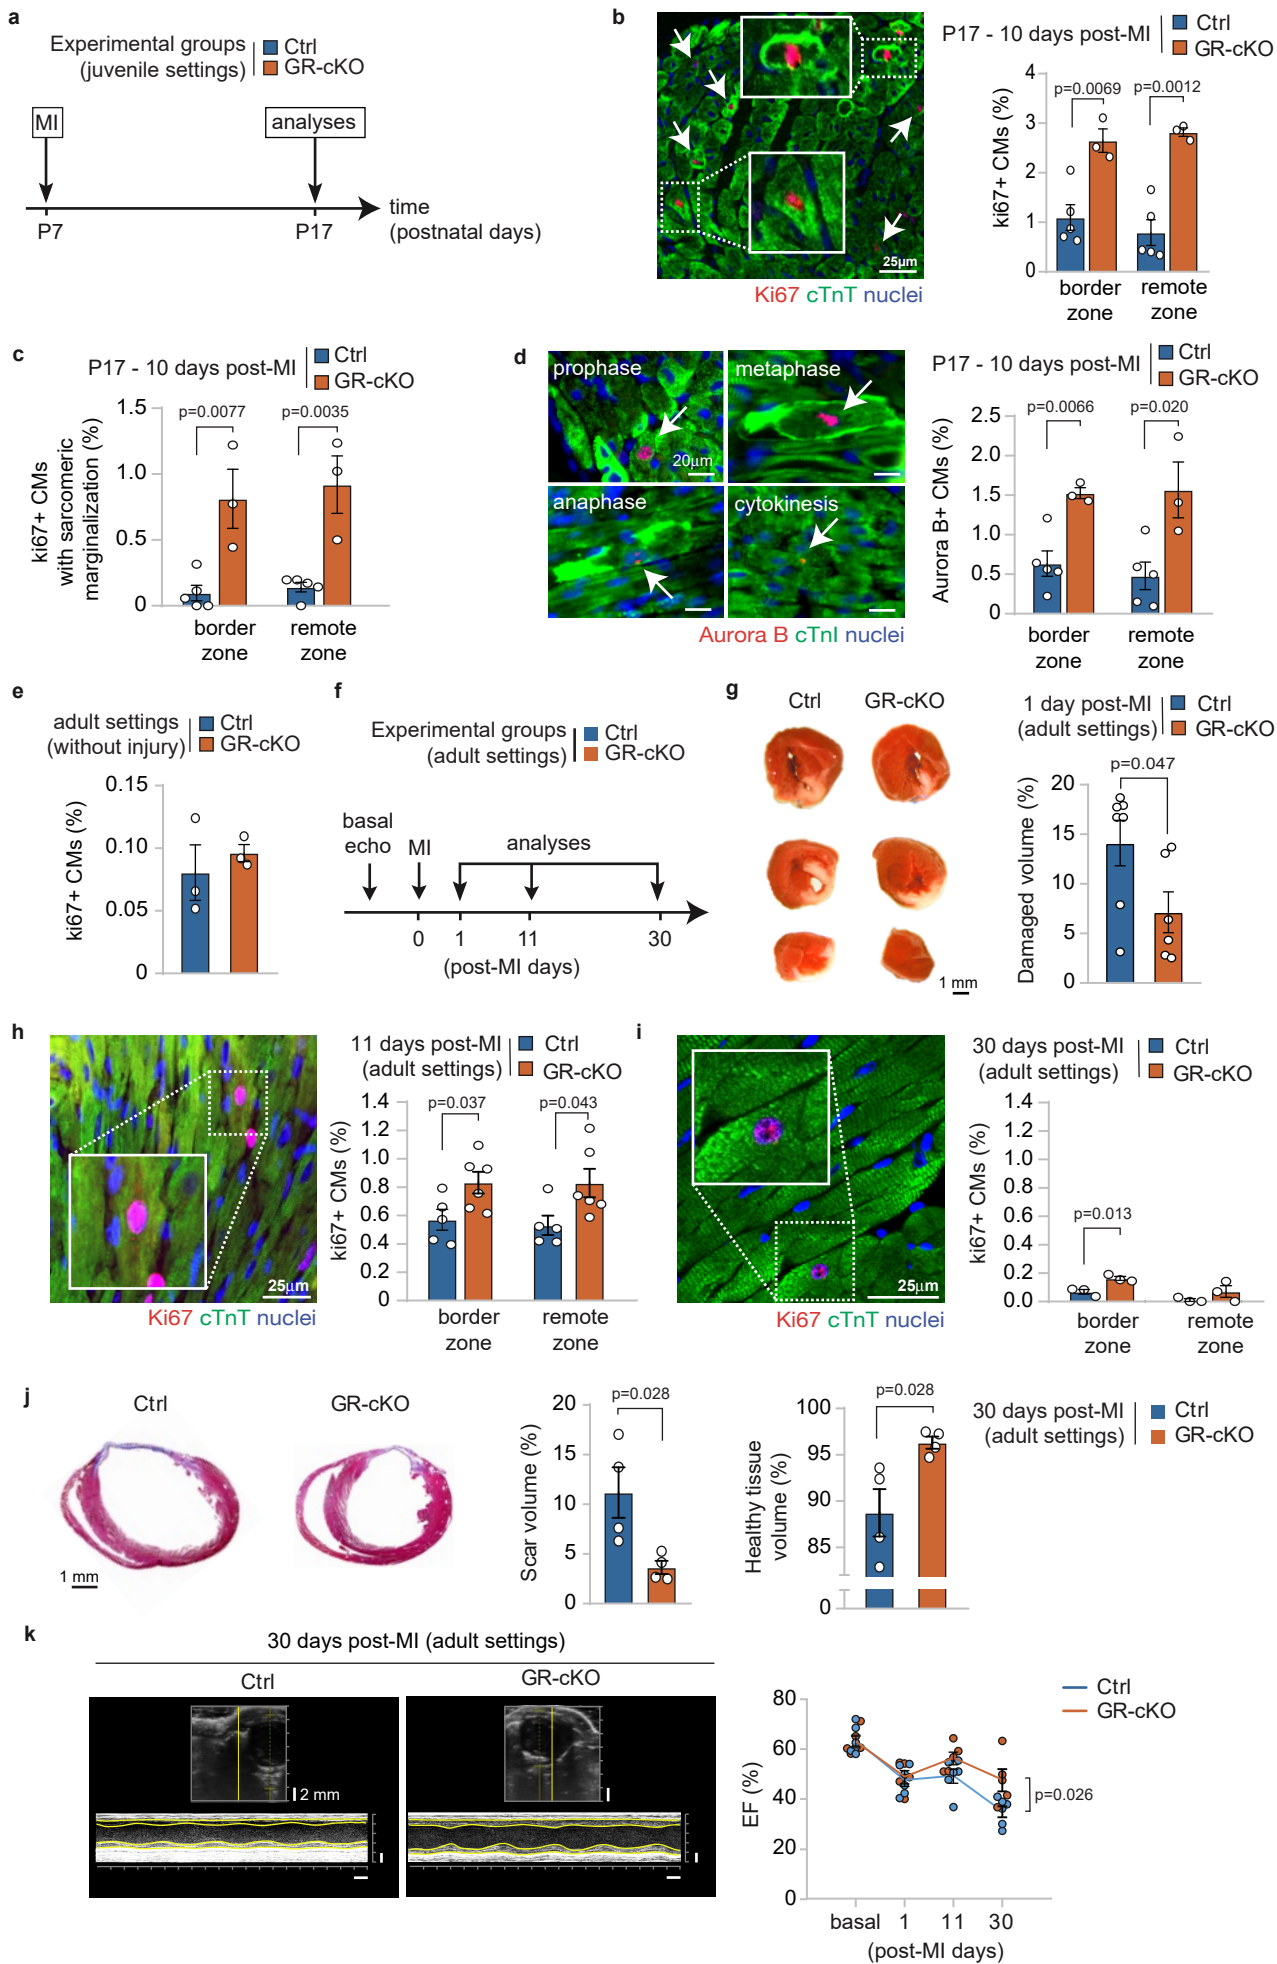 a
Experimental groups
(juvenile settings)
Ctrl
GR-cKO
MI
analyses
P7
P17
time
(postnatal days)
b
25µm
Ki67 cTnT nuclei
P17 - 10 days post-MI
Ctrl
GR-cKO
ki67+ CMs (%)
4
3
2
1
0
p=0.0069
p=0.0012
border
zone
remote
zone
c
P17 - 10 days post-MI
Ctrl
GR-cKO
ki67+ CMs
with sarcomeric
marginalization (%)
1.5
1.0
0.5
0
p=0.0077
p=0.0035
border
zone
remote
zone
d
prophase
metaphase
20µm
anaphase
cytokinesis
Aurora B cTnI nuclei
P17 - 10 days post-MI
Ctrl
GR-cKO
Aurora B+ CMs (%)
2.5
2.0
1.5
1.0
0.5
0
p=0.0066
p=0.020
border
zone
remote
zone
e
adult settings
(without injury)
Ctrl
GR-cKO
ki67+ CMs (%)
0.15
0.10
0.05
0
f
Experimental groups
(adult settings)
Ctrl
GR-cKO
basal
echo
MI
analyses
0
1
11
30
(post-MI days)
g
Ctrl
GR-cKO
1 mm
1 day post-MI
(adult settings)
Ctrl
GR-cKO
Damaged volume (%)
20
15
10
5
0
p=0.047
h
25µm
Ki67 cTnT nuclei
11 days post-MI
(adult settings)
Ctrl
GR-cKO
ki67+ CMs (%)
1.4
1.2
1.0
0.8
0.6
0.4
0.2
0
p=0.037
p=0.043
border
zone
remote
zone
i
25µm
Ki67 cTnT nuclei
30 days post-MI
(adult settings)
Ctrl
GR-cKO
ki67+ CMs (%)
1.4
1.2
1.0
0.8
0.6
0.4
0.2
0.0
p=0.013
border
zone
remote
zone
j
Ctrl
GR-cKO
1 mm
Scar volume (%)
20
15
10
5
0
p=0.028
Healthy tissue
volume (%)
100
95
90
85
0
p=0.028
30 days post-MI
(adult settings)
Ctrl
GR-cKO
k
30 days post-MI (adult settings)
Ctrl
GR-cKO
2 mm
EF (%)
80
60
40
20
0
Ctrl
GR-cKO
p=0.026
basal
1
11
30
(post-MI days)